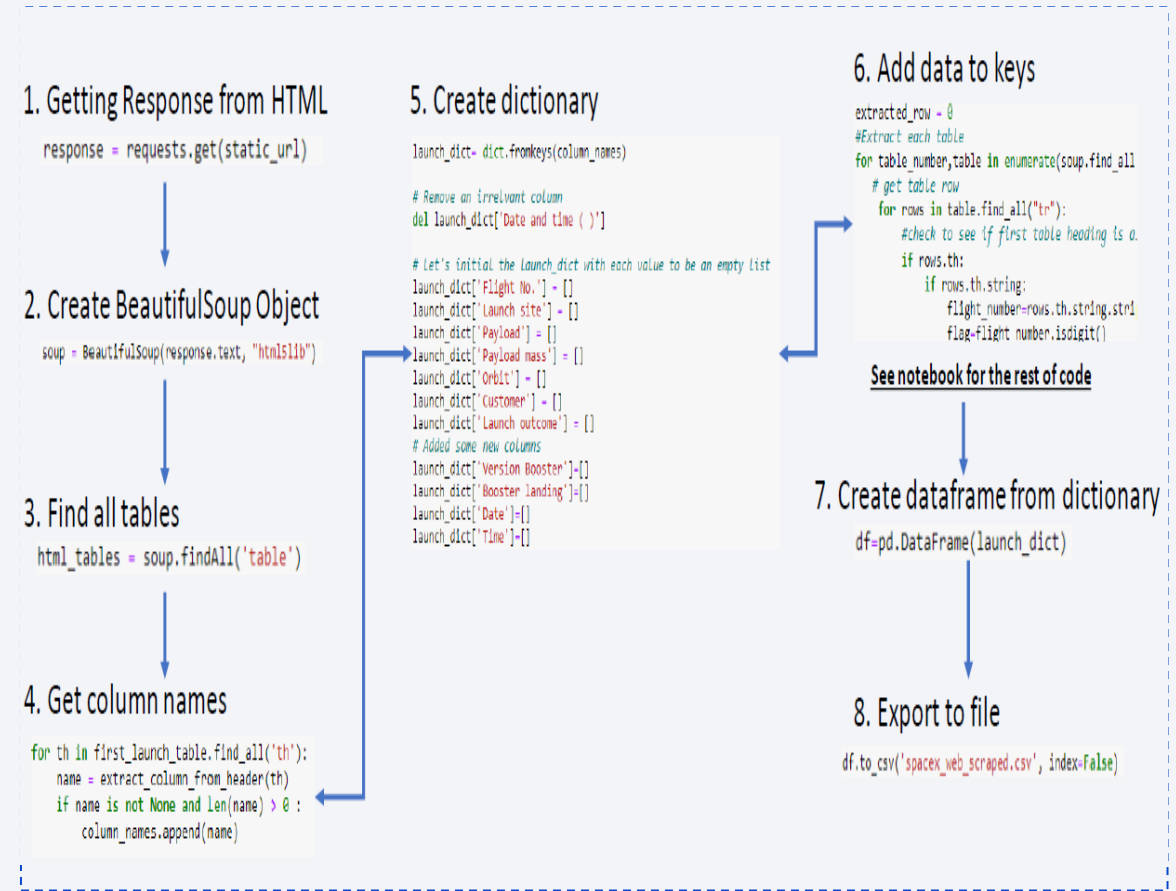 1. Getting Response from HTML
response = requests.get(static_url)
2. Create BeautifulSoup Object
soup = BeautifulSoup(response.text, "html5lib")
3. Find all tables
html_tables = soup.findAll('table')
4. Get column names
for th in first_launch_table.find_all('th'):
name = extract_column_from_header(th)
if name is not None and len(name) > 0 :
column_names.append(name)
5. Create dictionary
launch_dict= dict.fromkeys(column_names)
# Remove an irrelvant column
del launch_dict['Date and time ( )']
# Let's initial the launch_dict with each value to be an empty list
launch_dict['Flight No.'] = []
launch_dict['Launch site'] = []
launch_dict['Payload'] = []
launch_dict['Payload mass'] = []
launch_dict['Orbit'] = []
launch_dict['Customer'] = []
launch_dict['Launch outcome'] = []
# Added some new columns
launch_dict['Version Booster']=[]
launch_dict['Booster landing']=[]
launch_dict['Date']=[]
launch_dict['Time']=[]
6. Add data to keys
extracted_row = 0
#Extract each table
for table_number,table in enumerate(soup.find_all
# get table row
for rows in table.find_all("tr"):
#check to see if first table heading is a
if rows.th:
if rows.th.string:
flight_number=rows.th.string.stri
flag=flight_number.isdigit()
See notebook for the rest of code
7. Create dataframe from dictionary
df=pd.DataFrame(launch_dict)
8. Export to file
df.to_csv('spacex_web_scraped.csv', index=False)